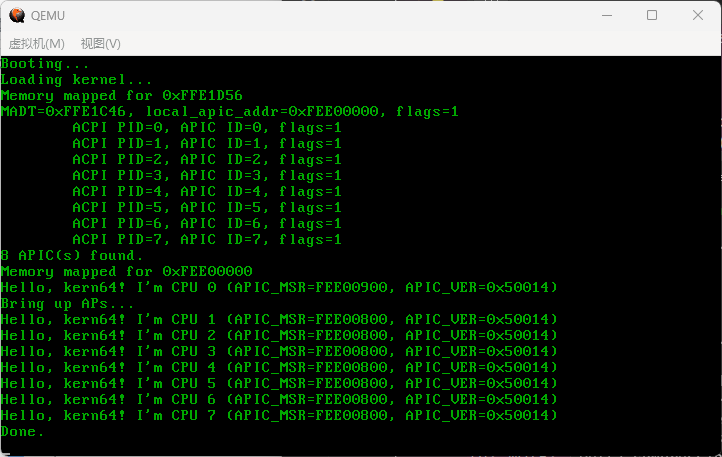 QEMU
虚拟机(M) 视图(V)
Booting...
Loading kernel...
Memory mapped for 0xFFE1D56
MADT=0xFFE1C46, local_apic_addr=0xFEE00000, flags=1
ACPI PID=0, APIC ID=0, flags=1
ACPI PID=1, APIC ID=1, flags=1
ACPI PID=2, APIC ID=2, flags=1
ACPI PID=3, APIC ID=3, flags=1
ACPI PID=4, APIC ID=4, flags=1
ACPI PID=5, APIC ID=5, flags=1
ACPI PID=6, APIC ID=6, flags=1
ACPI PID=7, APIC ID=7, flags=1
8 APIC(s) found.
Memory mapped for 0xFEE00000
Hello, kern64! I'm CPU 0 (APIC_MSR=FEE00900, APIC_VER=0x50014)
Bring up APs...
Hello, kern64! I'm CPU 1 (APIC_MSR=FEE00800, APIC_VER=0x50014)
Hello, kern64! I'm CPU 2 (APIC_MSR=FEE00800, APIC_VER=0x50014)
Hello, kern64! I'm CPU 3 (APIC_MSR=FEE00800, APIC_VER=0x50014)
Hello, kern64! I'm CPU 4 (APIC_MSR=FEE00800, APIC_VER=0x50014)
Hello, kern64! I'm CPU 5 (APIC_MSR=FEE00800, APIC_VER=0x50014)
Hello, kern64! I'm CPU 6 (APIC_MSR=FEE00800, APIC_VER=0x50014)
Hello, kern64! I'm CPU 7 (APIC_MSR=FEE00800, APIC_VER=0x50014)
Done.